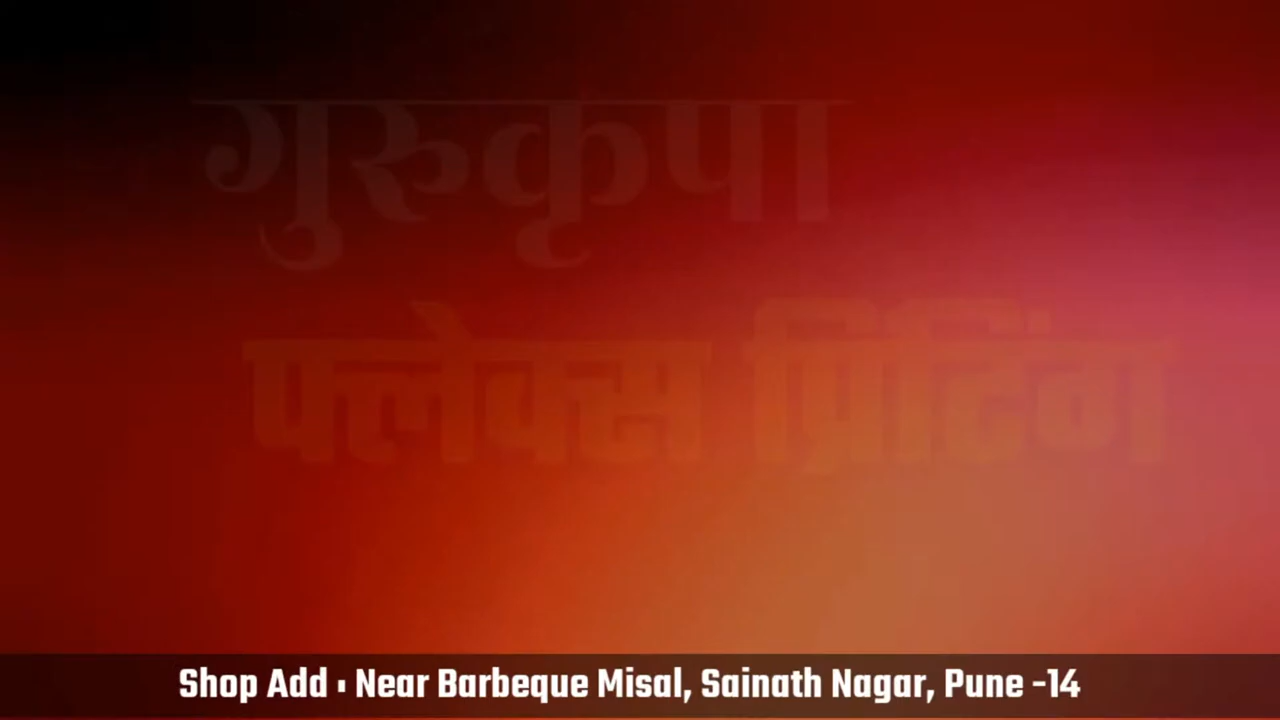 गुरुकृपा
फ्लेक्स प्रिंटिंग
Shop Add : Near Barbeque Misal, Sainath Nagar, Pune -14